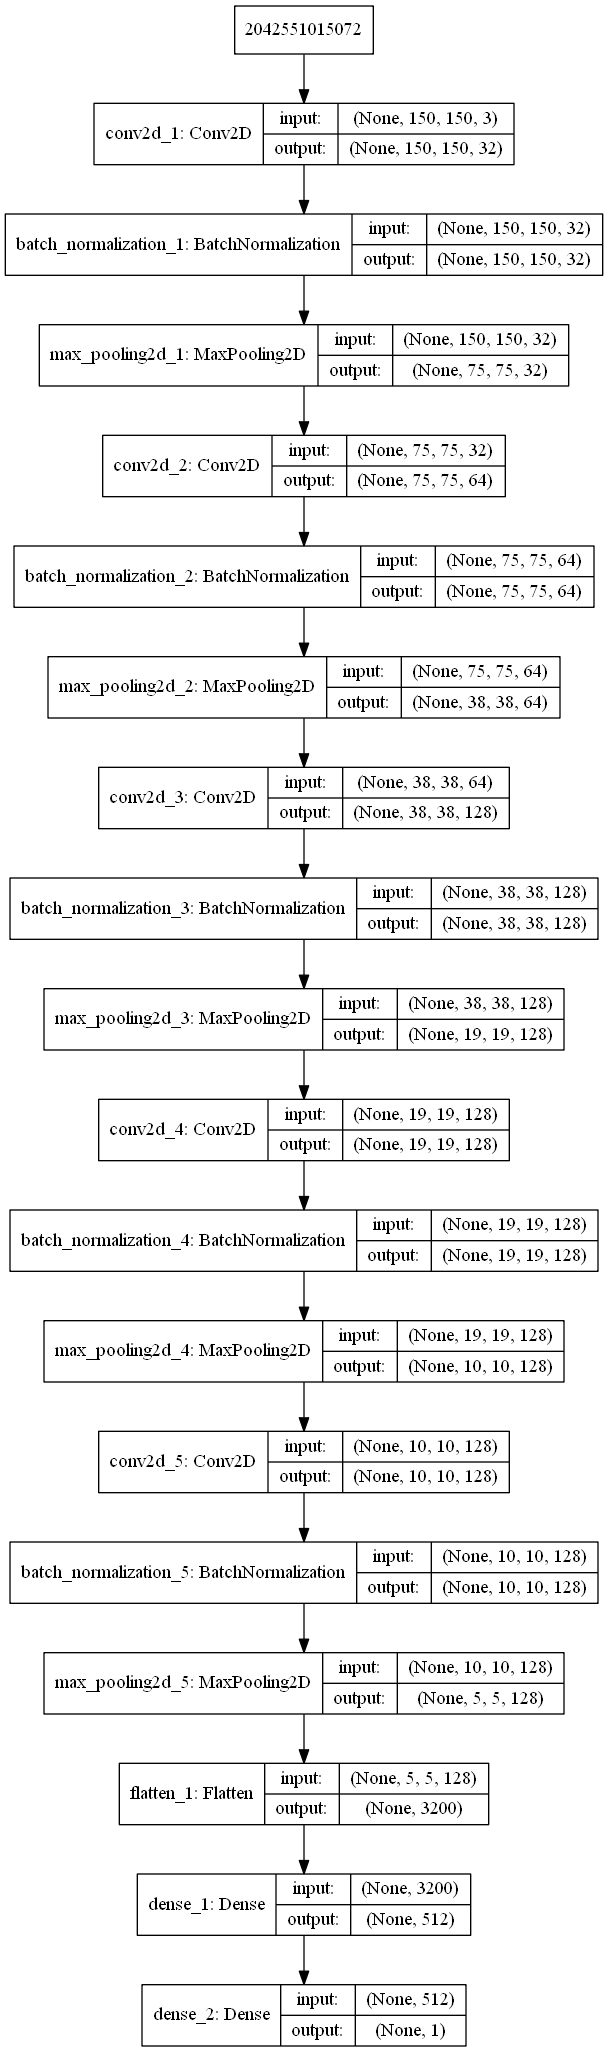 2042551015072
conv2d_1: Conv2D
input: (None, 150, 150, 3)
output: (None, 150, 150, 32)
batch_normalization_1: BatchNormalization
input: (None, 150, 150, 32)
output: (None, 150, 150, 32)
max_pooling2d_1: MaxPooling2D
input: (None, 150, 150, 32)
output: (None, 75, 75, 32)
conv2d_2: Conv2D
input: (None, 75, 75, 32)
output: (None, 75, 75, 64)
batch_normalization_2: BatchNormalization
input: (None, 75, 75, 64)
output: (None, 75, 75, 64)
max_pooling2d_2: MaxPooling2D
input: (None, 75, 75, 64)
output: (None, 38, 38, 64)
conv2d_3: Conv2D
input: (None, 38, 38, 64)
output: (None, 38, 38, 128)
batch_normalization_3: BatchNormalization
input: (None, 38, 38, 128)
output: (None, 38, 38, 128)
max_pooling2d_3: MaxPooling2D
input: (None, 38, 38, 128)
output: (None, 19, 19, 128)
conv2d_4: Conv2D
input: (None, 19, 19, 128)
output: (None, 19, 19, 128)
batch_normalization_4: BatchNormalization
input: (None, 19, 19, 128)
output: (None, 19, 19, 128)
max_pooling2d_4: MaxPooling2D
input: (None, 19, 19, 128)
output: (None, 10, 10, 128)
conv2d_5: Conv2D
input: (None, 10, 10, 128)
output: (None, 10, 10, 128)
batch_normalization_5: BatchNormalization
input: (None, 10, 10, 128)
output: (None, 10, 10, 128)
max_pooling2d_5: MaxPooling2D
input: (None, 10, 10, 128)
output: (None, 5, 5, 128)
flatten_1: Flatten
input: (None, 5, 5, 128)
output: (None, 3200)
dense_1: Dense
input: (None, 3200)
output: (None, 512)
dense_2: Dense
input: (None, 512)
output: (None, 1)